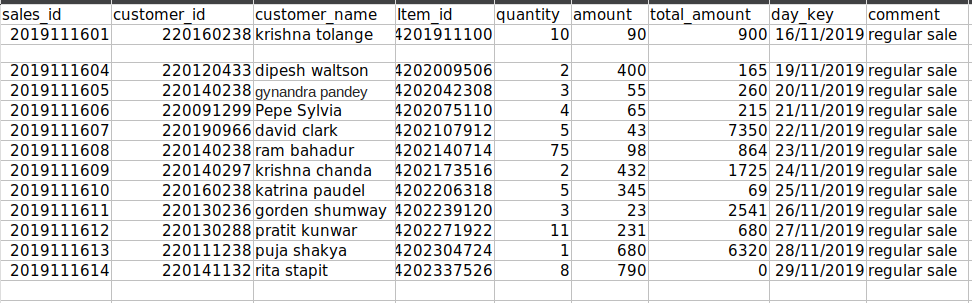 sales_id customer_id customer_name Item_id quantity amount total_amount day_key comment
2019111601 220160238 krishna tolange 4201911100 10 90 900 16/11/2019 regular sale
2019111604 220120433 dipesh waltson 4202009506 2 400 165 19/11/2019 regular sale
2019111605 220140238 gynandra pandey 4202042308 3 55 260 20/11/2019 regular sale
2019111606 220091299 Pepe Sylvia 4202075110 4 65 215 21/11/2019 regular sale
2019111607 220190966 david clark 4202107912 5 43 7350 22/11/2019 regular sale
2019111608 220140238 ram bahadur 4202140714 75 98 864 23/11/2019 regular sale
2019111609 220140297 krishna chanda 4202173516 2 432 1725 24/11/2019 regular sale
2019111610 220160238 katrina paudel 4202206318 5 345 69 25/11/2019 regular sale
2019111611 220130236 gorden shumway 4202239120 3 23 2541 26/11/2019 regular sale
2019111612 220130288 pratit kunwar 4202271922 11 231 680 27/11/2019 regular sale
2019111613 220111238 puja shakya 4202304724 1 680 6320 28/11/2019 regular sale
2019111614 220141132 rita stapit 4202337526 8 790 0 29/11/2019 regular sale